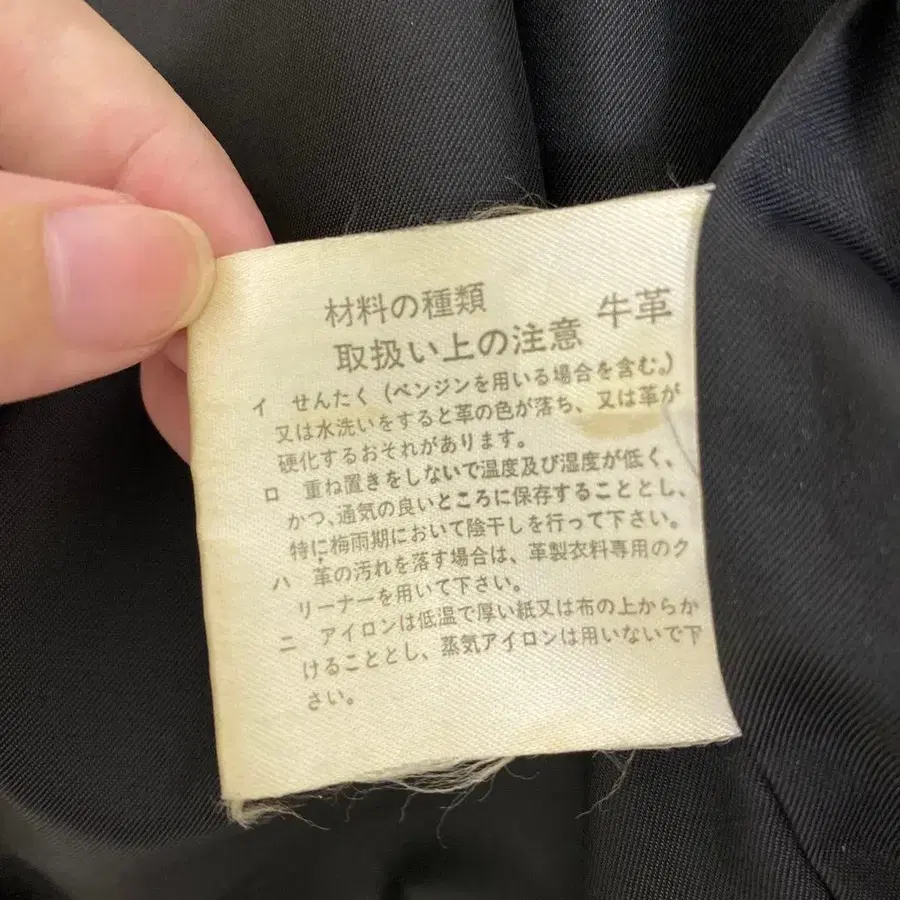 材料の種類 牛革
取扱い上の注意
イ せんたく (ベンジンを用いる場合を含む。)
又は水洗いをすると革の色が落ち、又は革が
硬化するおそれがあります。
ロ 重ね置きをしないで温度及び湿度が低く、
かつ、通気の良いところに保存することとし、
特に梅雨期において陰干しを行って下さい。
ハ 革の汚れを落す場合は、革製衣料専用のク
リーナーを用いて下さい。
ニ アイロンは低温で厚い紙又は布の上からか
けることとし、蒸気アイロンは用いないで下
さい。